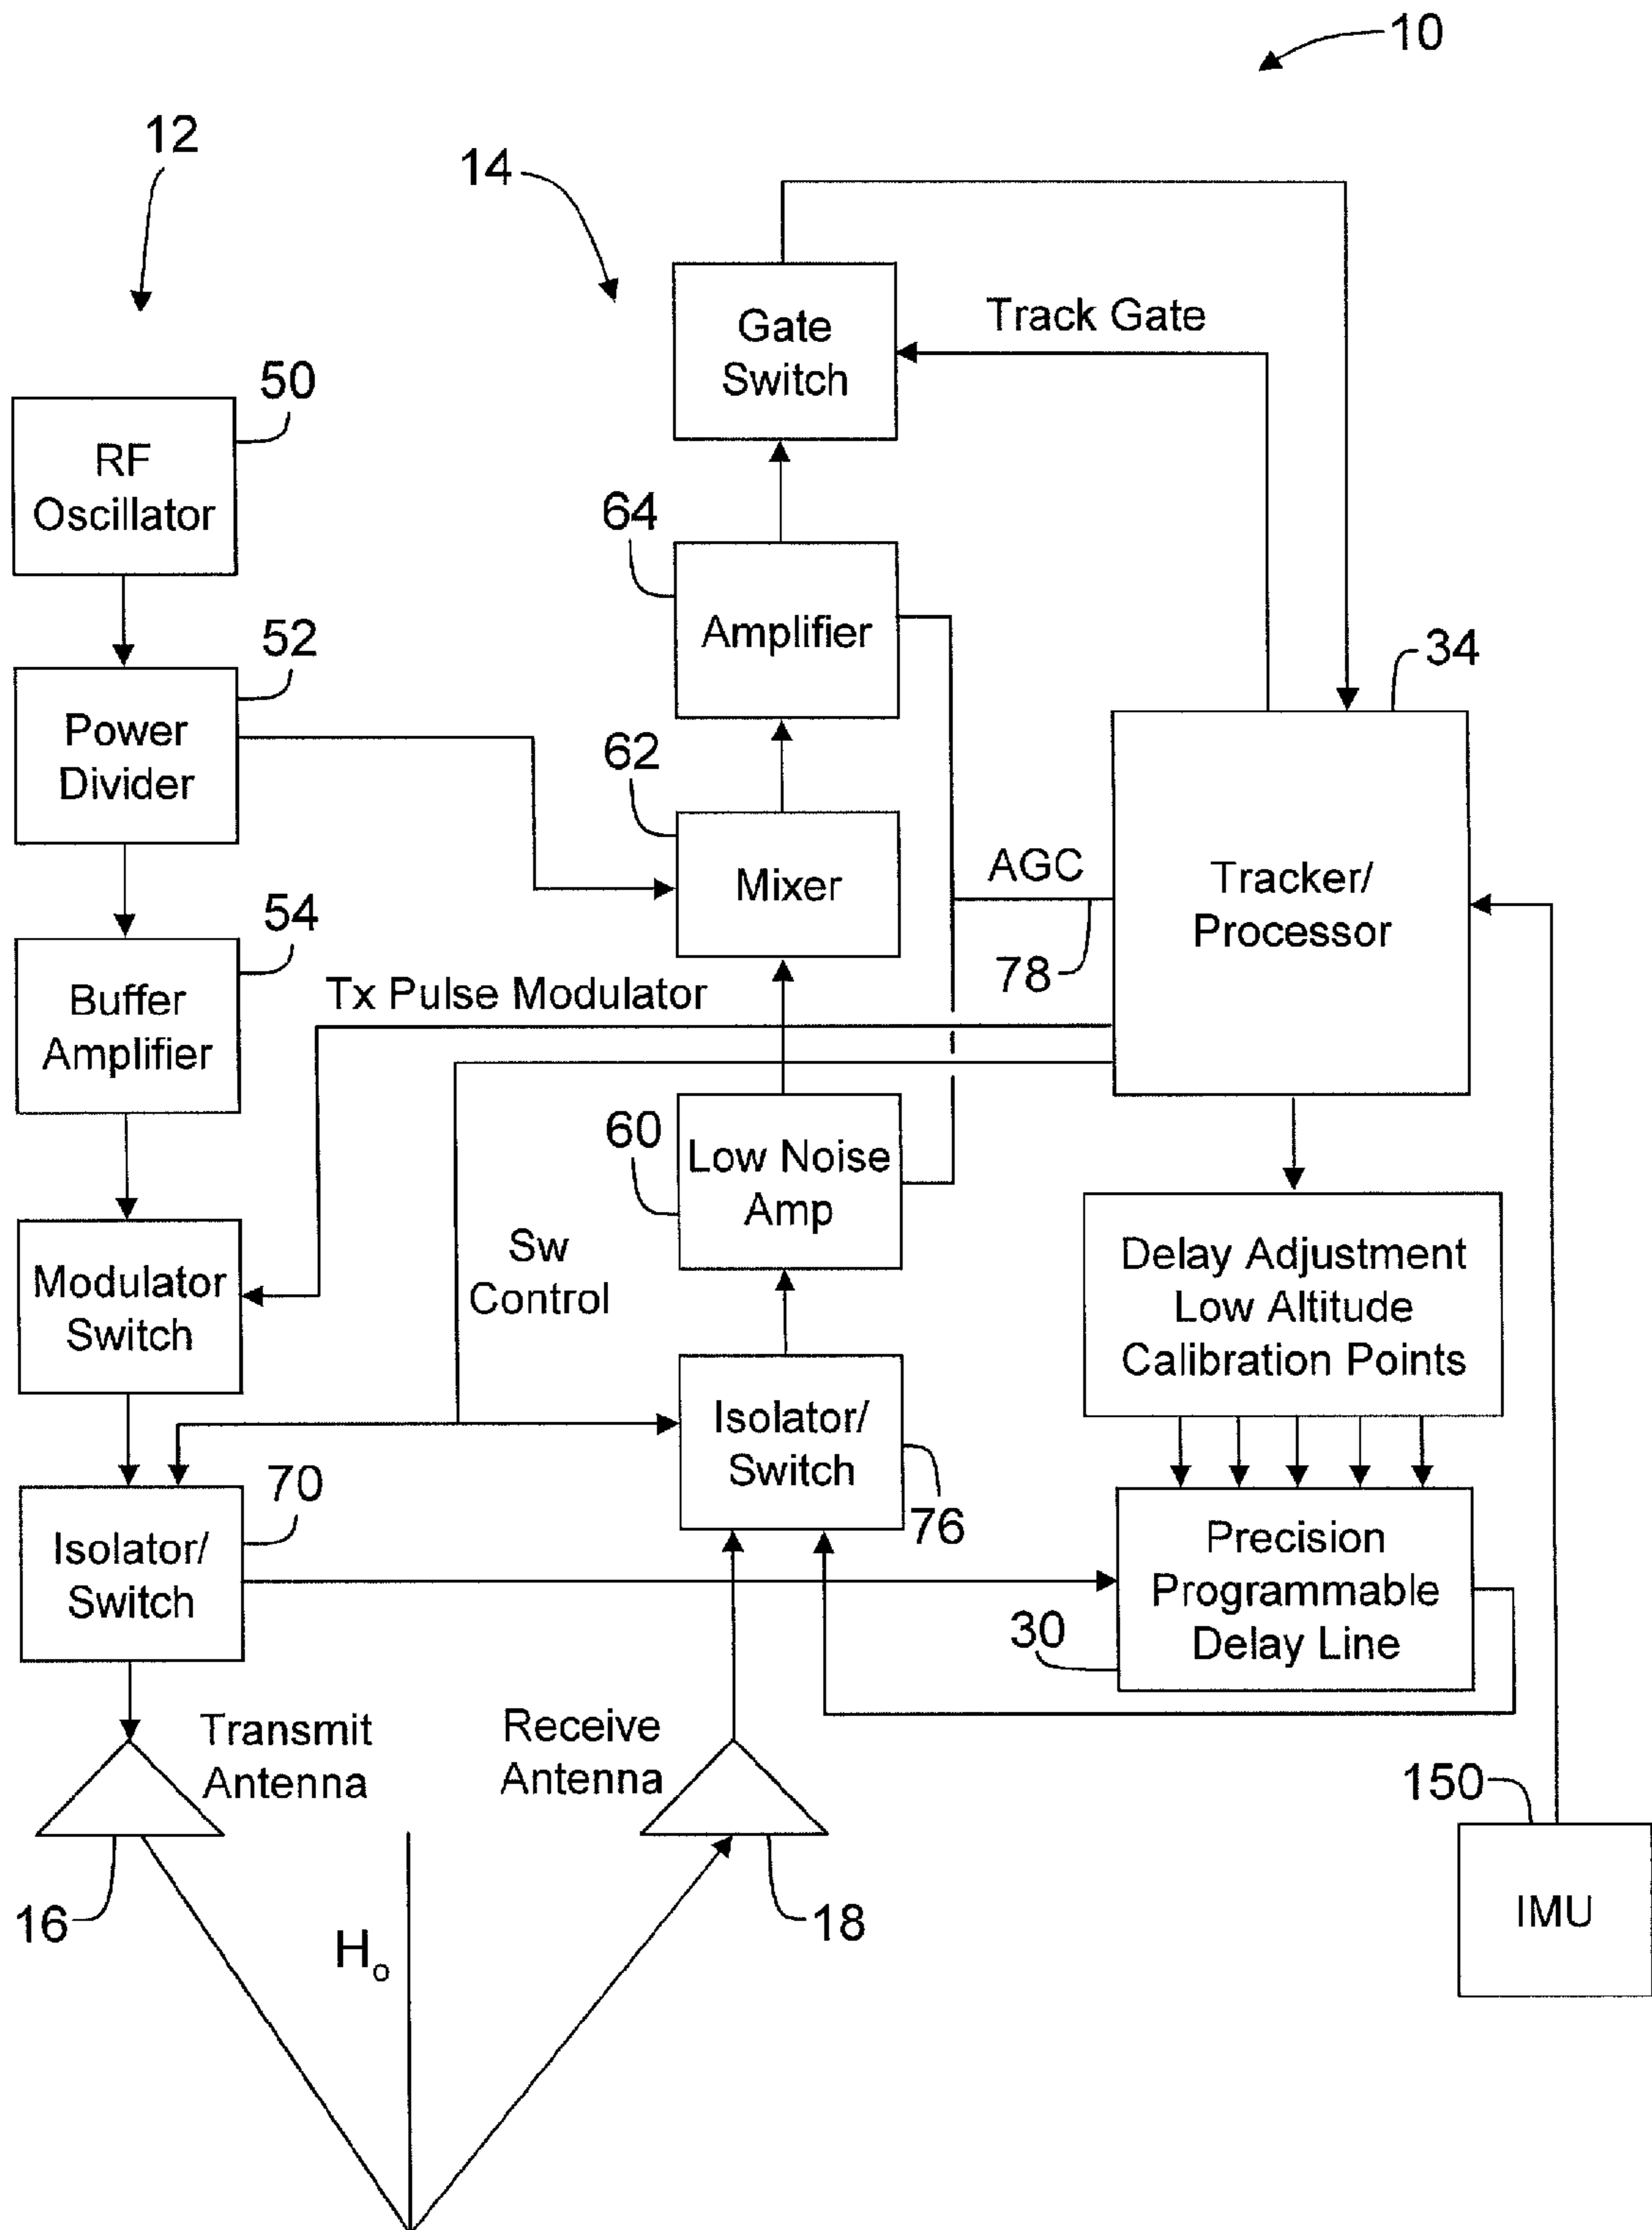 10
12
14
Gate
Switch
Track Gate
50
RF
Oscillator
64
Amplifier
52
Power
Divider
34
62
Mixer
AGC
78
Tracker/
Processor
54
Buffer
Amplifier
Tx Pulse Modulator
60
Low Noise
Amp
Sw
Control
Modulator
Switch
Delay Adjustment
Low Altitude
Calibration Points
Isolator/
Switch
76
70
Isolator/
Switch
Precision
Programmable
Delay Line
30
Transmit
Antenna
Receive
Antenna
16
18
Ho
150
IMU